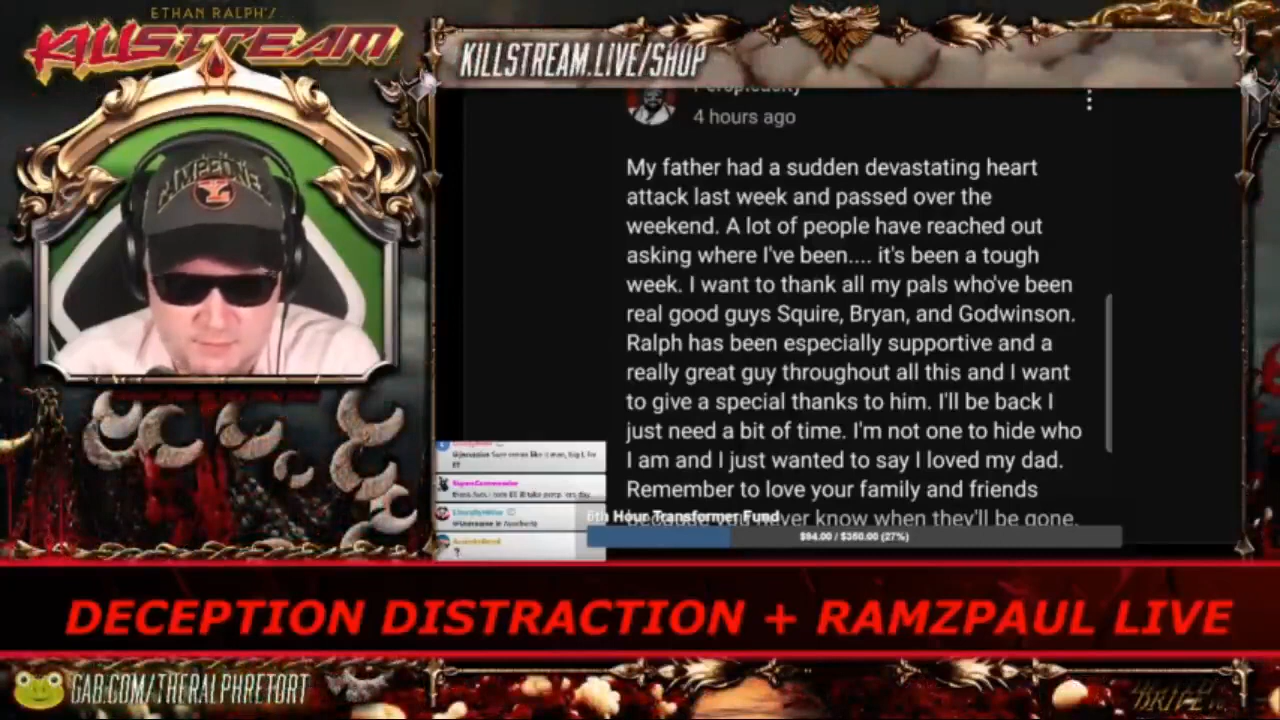 ETHAN RALPH'S
KILLSTREAM
KILLSTREAM.LIVE/SHOP
4 hours ago
My father had a sudden devastating heart
attack last week and passed over the
weekend. A lot of people have reached out
asking where I've been.... it's been a tough
week. I want to thank all my pals who've been
real good guys Squire, Bryan, and Godwinson.
Ralph has been especially supportive and a
really great guy throughout all this and I want
to give a special thanks to him. I'll be back I
just need a bit of time. I'm not one to hide who
I am and I just wanted to say I loved my dad.
Remember to love your family and friends
know when they'll be gone.
6th Hour Transformer Fund
$94.00 / $350.00 (27%)
DECEPTION DISTRACTION + RAMZPAUL LIVE
GAB.COM/THERALPHRETORT